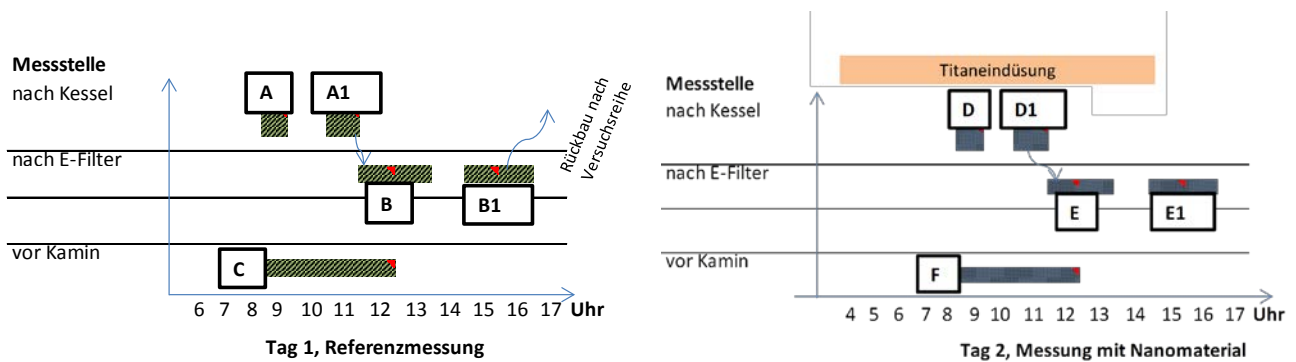 Messstelle
nach Kessel
A
A1
Rückbau nach
Versuchsreihe
nach E-Filter
B
B1
vor Kamin
C
6 7 8 9 10 11 12 13 14 15 16 17 Uhr
Tag 1, Referenzmessung
Titaneindüsung
Messstelle
nach Kessel
D
D1
nach E-Filter
E
E1
vor Kamin
F
4 5 6 7 8 9 10 11 12 13 14 15 16 17 Uhr
Tag 2, Messung mit Nanomaterial